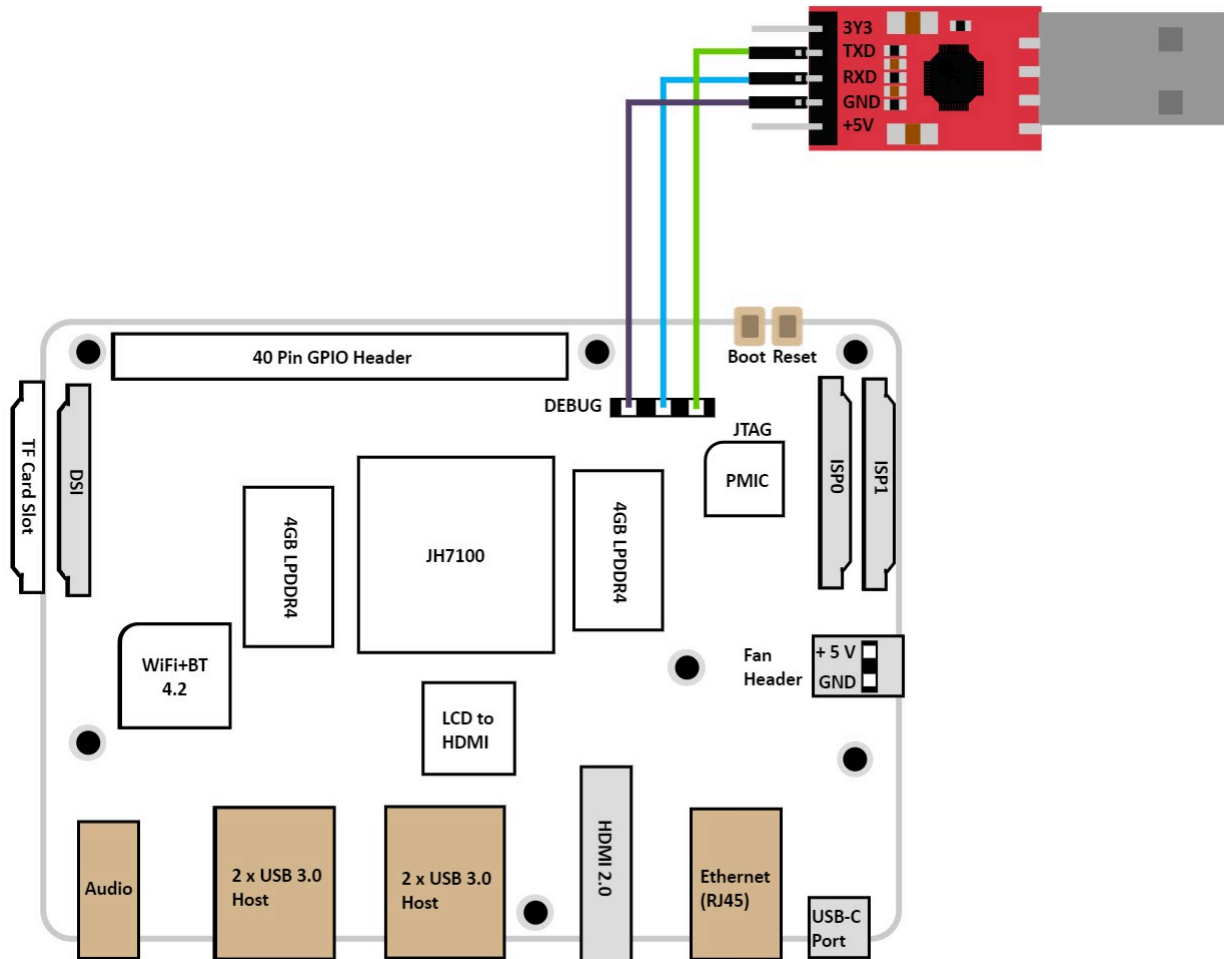 3Y3
TXD
RXD
GND
+5V
Boot Reset
40 Pin GPIO Header
DEBUG
JTAG
PMIC
TF Card Slot
DSI
ISP0
ISP1
4GB LPDDR4
JH7100
4GB LPDDR4
WiFi+BT
4.2
Fan
Header
+ 5 V
GND
LCD to
HDMI
Audio
2 x USB 3.0
Host
2 x USB 3.0
Host
HDMI 2.0
Ethernet
(RJ45)
USB-C
Port